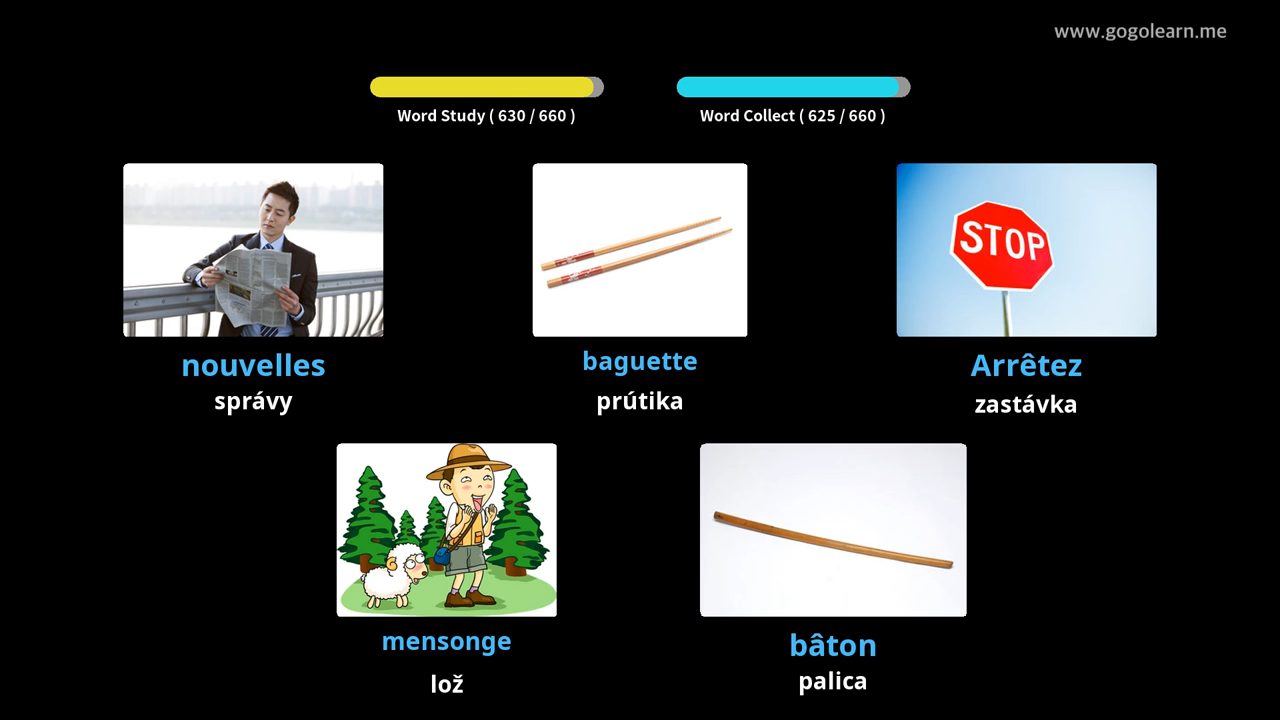 www.gogolearn.me
Word Study ( 630 / 660 )
Word Collect ( 625 / 660 )
STOP
nouvelles
baguette
Arrêtez
správy
prútika
zastávka
mensonge
bâton
lož
palica